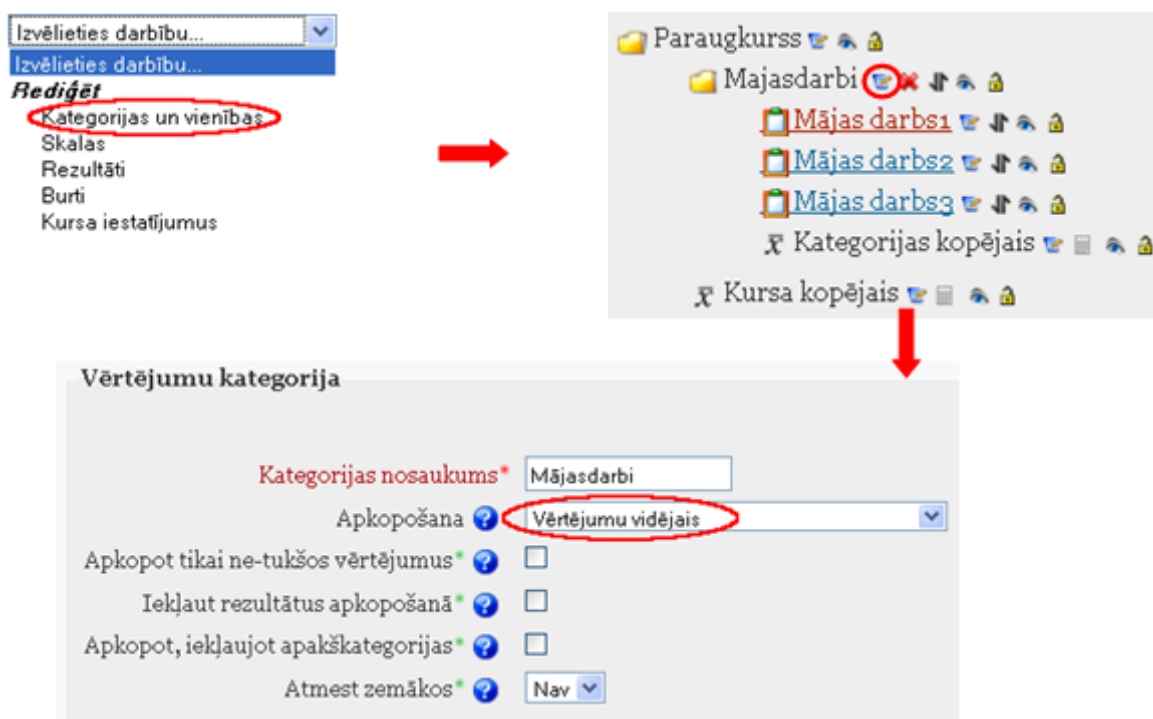 Izvēlieties darbību...
Izvēlieties darbību...
Rediģēt
Kategorijas un vienības
Skalas
Rezultāti
Burti
Kursa iestatījumus
Paraugkurss
Majasdarbi
Mājas darbs1
Mājas darbs2
Mājas darbs3
x̅ Kategorijas kopējais
x̅ Kursa kopējais
Vērtējumu kategorija
Kategorijas nosaukums* Mājasdarbi
Apkopošana ? Vērtējumu vidējais
Apkopot tikai ne-tukšos vērtējumus* ?
Iekļaut rezultātus apkopošanā* ?
Apkopot, iekļaujot apakškategorijas* ?
Atmest zemākos* ? Nav